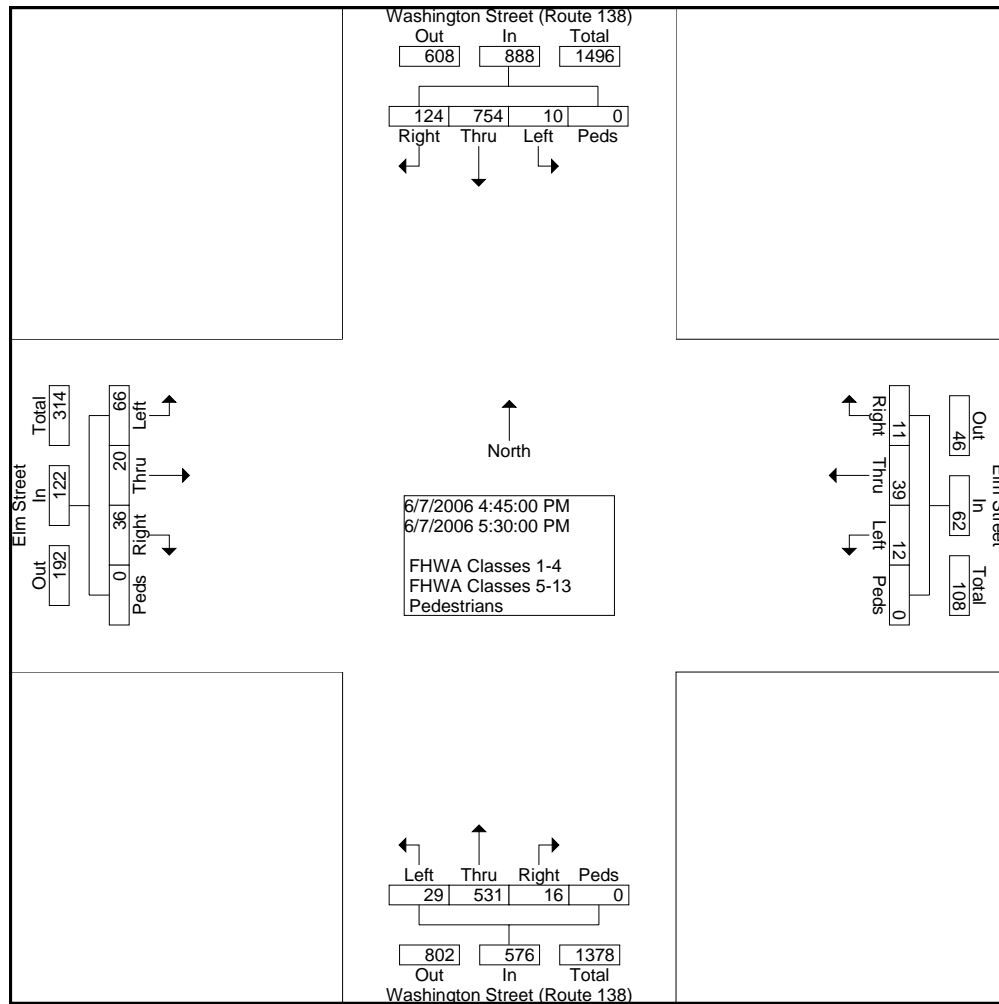 Washington Street (Route 138)
Out In Total
608 888 1496
124 754 10 0
Right Thru Left Peds
Elm Street
Total In Out
314 122 192
66 20 36 0
Left Thru Right Peds
North
6/7/2006 4:45:00 PM
6/7/2006 5:30:00 PM
FHWA Classes 1-4
FHWA Classes 5-13
Pedestrians
Right Thru Left Peds
11 39 12 0
Out In Total
46 62 108
Elm Street
Left Thru Right Peds
29 531 16 0
802 576 1378
Out In Total
Washington Street (Route 138)